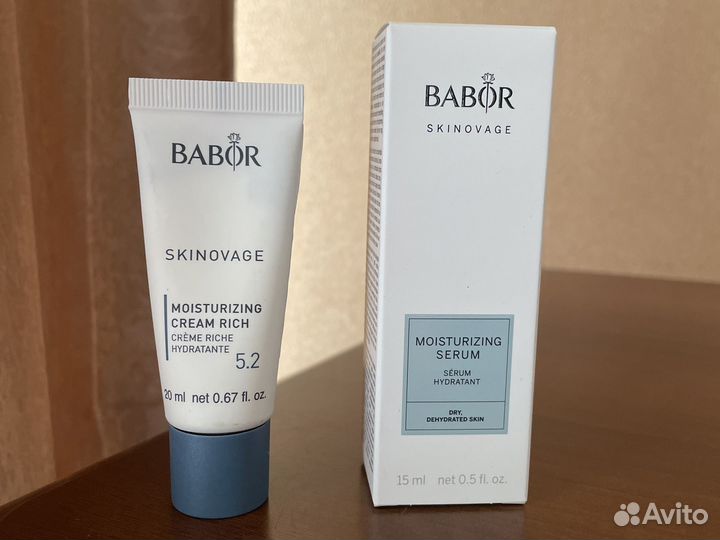 BABOR
SKINOVAGE
MOISTURIZING
CREAM RICH
CRÈME RICHE
HYDRATANTE
5.2
20 ml net 0.67 fl. oz.
BABOR
SKINOVAGE
MOISTURIZING
SERUM
SÉRUM
HYDRATANT
DRY,
DEHYDRATED SKIN
15 ml net 0.5 fl. oz.
Avito